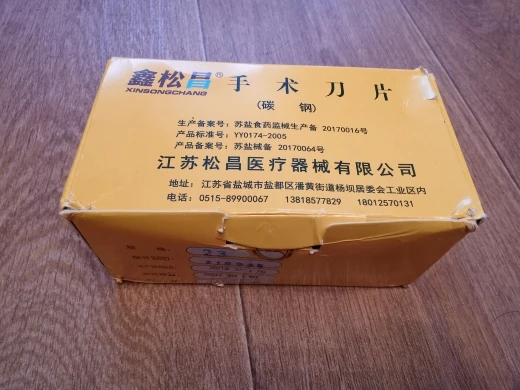 鑫松昌® 手术刀片
XINSONGCHANG
(碳 钢)
生产备案号：苏盐食药监械生产备 20170016号
产品标准号：YY0174-2005
产品备案号：苏盐械备 20170064号
江苏松昌医疗器械有限公司
地址：江苏省盐城市盐都区潘黄街道杨坝居委会工业区内
电话：0515-89900067 13818577829 18012570131
23